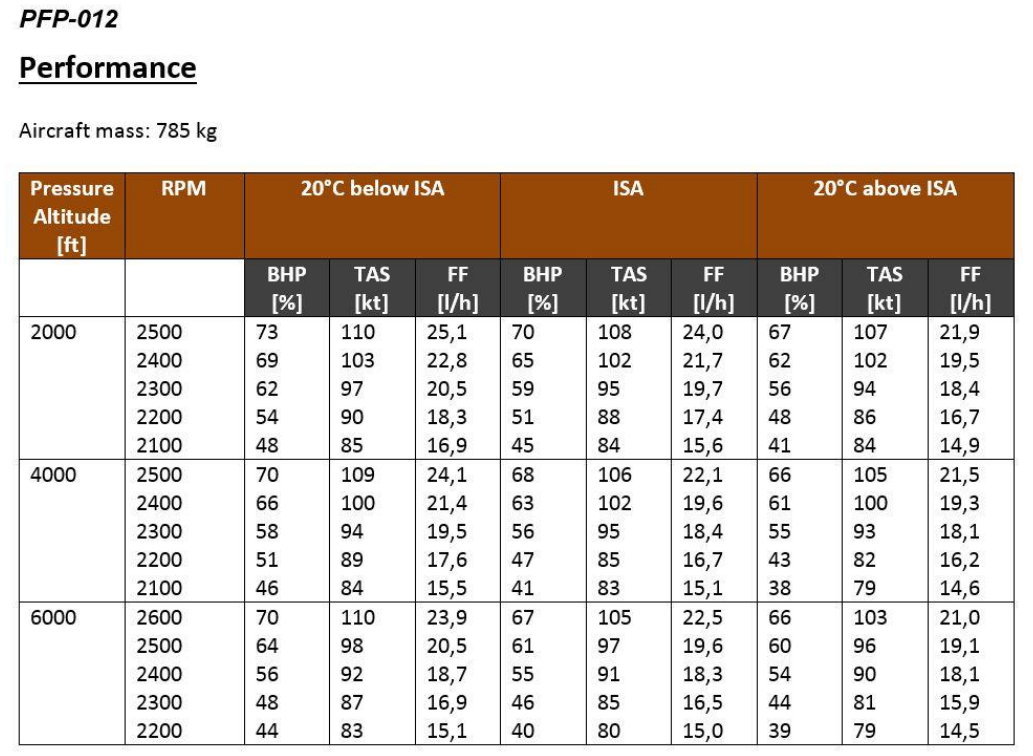 PFP-012
Performance
Aircraft mass: 785 kg
Pressure Altitude [ft] RPM 20°C below ISA ISA 20°C above ISA
BHP [%] TAS [kt] FF [l/h] BHP [%] TAS [kt] FF [l/h] BHP [%] TAS [kt] FF [l/h]
2000 2500 73 110 25,1 70 108 24,0 67 107 21,9
2400 69 103 22,8 65 102 21,7 62 102 19,5
2300 62 97 20,5 59 95 19,7 56 94 18,4
2200 54 90 18,3 51 88 17,4 48 86 16,7
2100 48 85 16,9 45 84 15,6 41 84 14,9
4000 2500 70 109 24,1 68 106 22,1 66 105 21,5
2400 66 100 21,4 63 102 19,6 61 100 19,3
2300 58 94 19,5 56 95 18,4 55 93 18,1
2200 51 89 17,6 47 85 16,7 43 82 16,2
2100 46 84 15,5 41 83 15,1 38 79 14,6
6000 2600 70 110 23,9 67 105 22,5 66 103 21,0
2500 64 98 20,5 61 97 19,6 60 96 19,1
2400 56 92 18,7 55 91 18,3 54 90 18,1
2300 48 87 16,9 46 85 16,5 44 81 15,9
2200 44 83 15,1 40 80 15,0 39 79 14,5